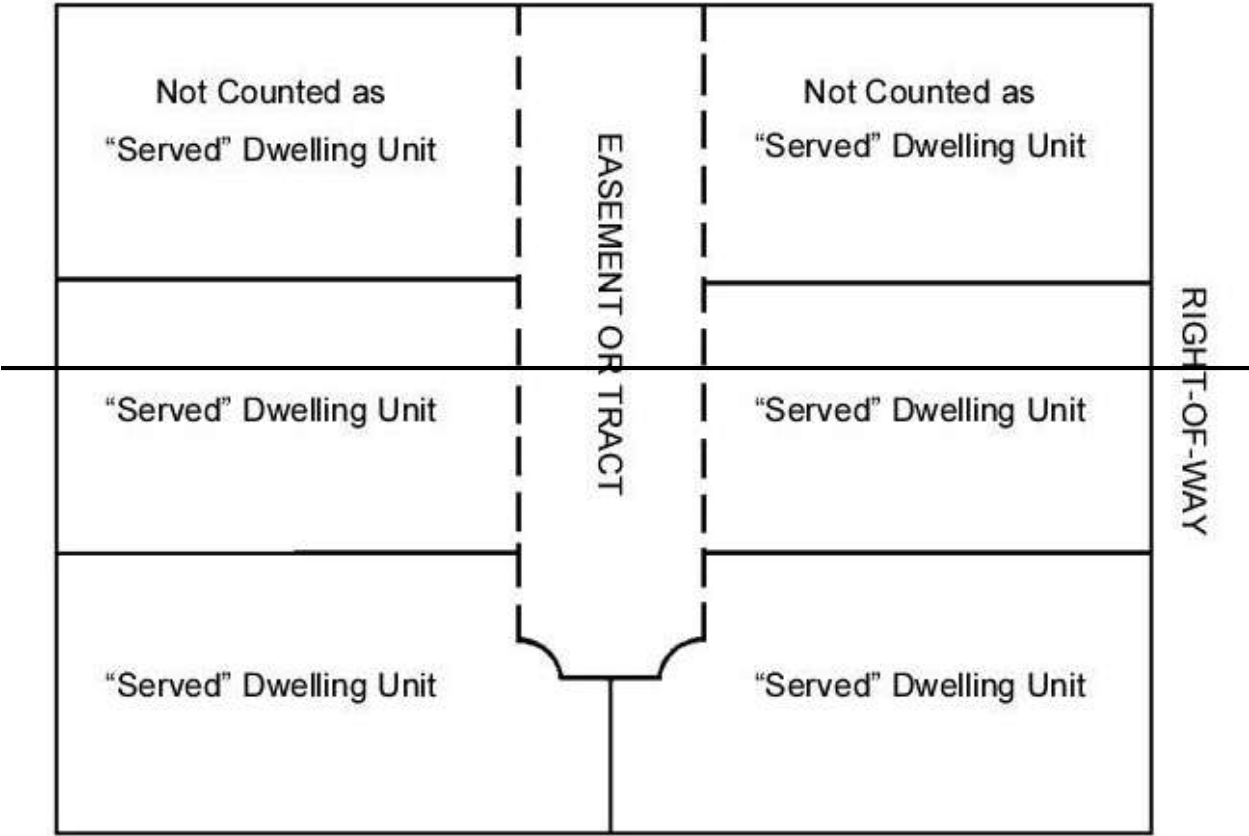 Not Counted as
“Served” Dwelling Unit
Not Counted as
“Served” Dwelling Unit
EASEMENT OR TRACT
RIGHT-OF-WAY
“Served” Dwelling Unit
“Served” Dwelling Unit
“Served” Dwelling Unit
“Served” Dwelling Unit